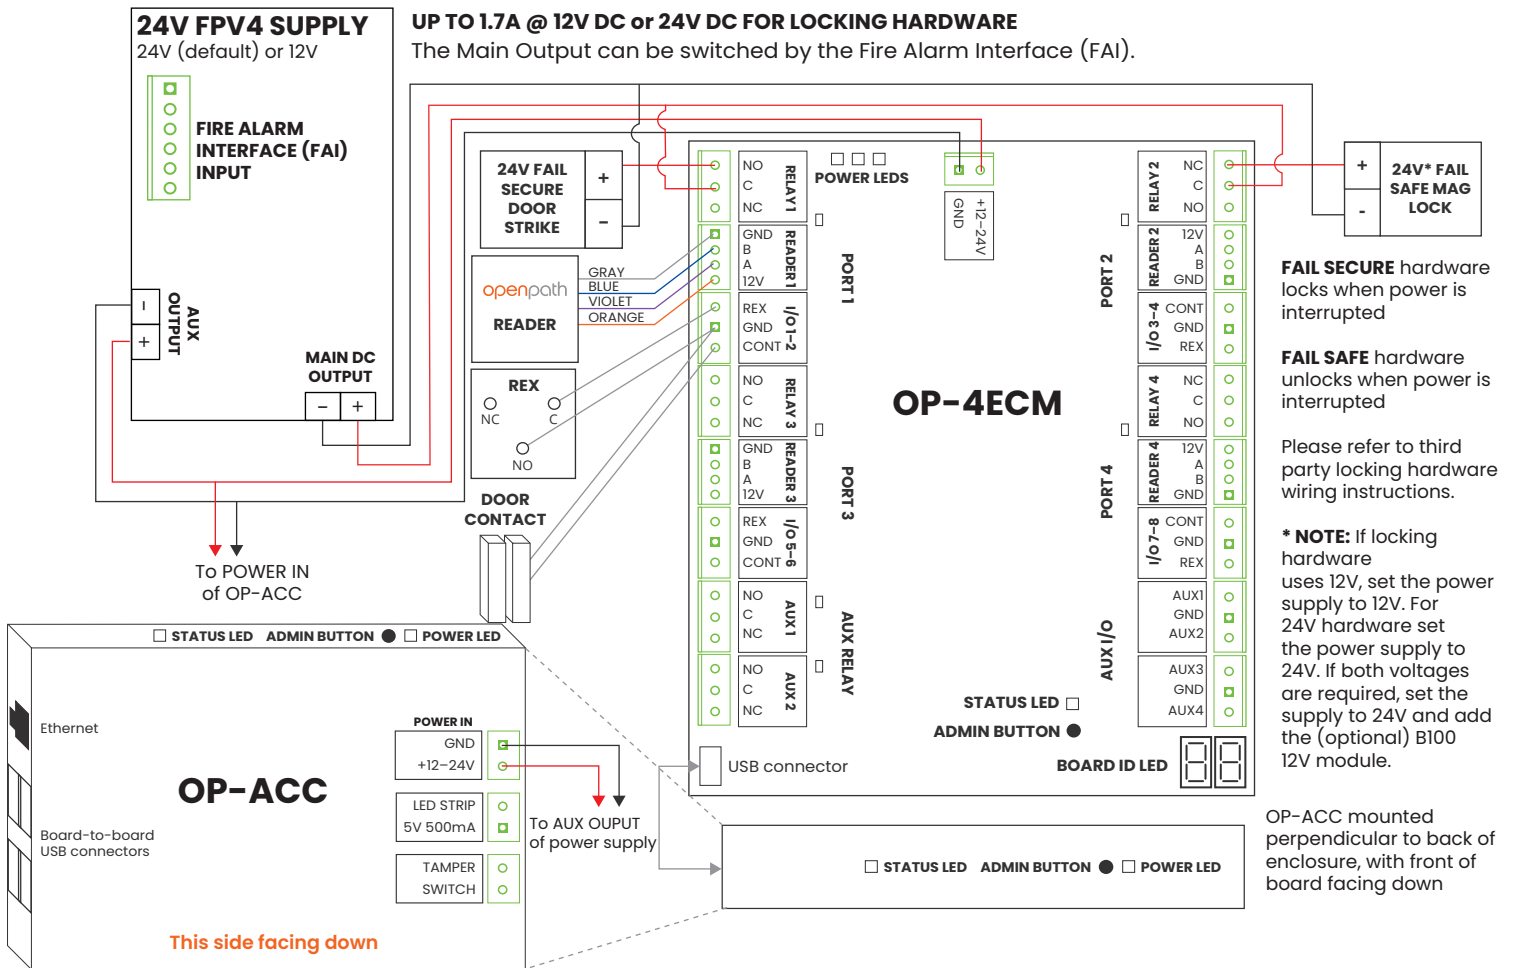 24V FPV4 SUPPLY
24V (default) or 12V
UP TO 1.7A @ 12V DC or 24V DC FOR LOCKING HARDWARE
The Main Output can be switched by the Fire Alarm Interface (FAI).
FIRE ALARM
INTERFACE (FAI)
INPUT
AUX
OUTPUT
–
+
MAIN DC
OUTPUT
– +
To POWER IN
of OP-ACC
24V FAIL
SECURE
DOOR
STRIKE
+
–
openpath
READER
GRAY
BLUE
VIOLET
ORANGE
REX
NC
C
NO
DOOR
CONTACT
NO
C
NC
RELAY 1
GND
B
A
12V
READER 1
REX
GND
CONT
I/O 1-2
PORT 1
NO
C
NC
RELAY 3
GND
B
A
12V
READER 3
REX
GND
CONT
I/O 5-6
PORT 3
NO
C
NC
AUX 1
NO
C
NC
AUX 2
AUX RELAY
POWER LEDS
GND
+12-24V
OP-4ECM
RELAY 2
NC
C
NO
READER 2
12V
A
B
GND
I/O 3-4
CONT
GND
REX
PORT 2
RELAY 4
NC
C
NO
READER 4
12V
A
B
GND
I/O 7-8
CONT
GND
REX
PORT 4
AUX1
GND
AUX2
AUX3
GND
AUX4
AUX I/O
STATUS LED
ADMIN BUTTON
BOARD ID LED
88
USB connector
+
-
24V* FAIL
SAFE MAG
LOCK
FAIL SECURE hardware
locks when power is
interrupted
FAIL SAFE hardware
unlocks when power is
interrupted
Please refer to third
party locking hardware
wiring instructions.
* NOTE: If locking
hardware
uses 12V, set the power
supply to 12V. For
24V hardware set
the power supply to
24V. If both voltages
are required, set the
supply to 24V and add
the (optional) B100
12V module.
STATUS LED ADMIN BUTTON POWER LED
Ethernet
Board-to-board
USB connectors
OP-ACC
POWER IN
GND
+12-24V
LED STRIP
5V 500mA
TAMPER
SWITCH
To AUX OUPUT
of power supply
This side facing down
STATUS LED ADMIN BUTTON POWER LED
OP-ACC mounted
perpendicular to back of
enclosure, with front of
board facing down